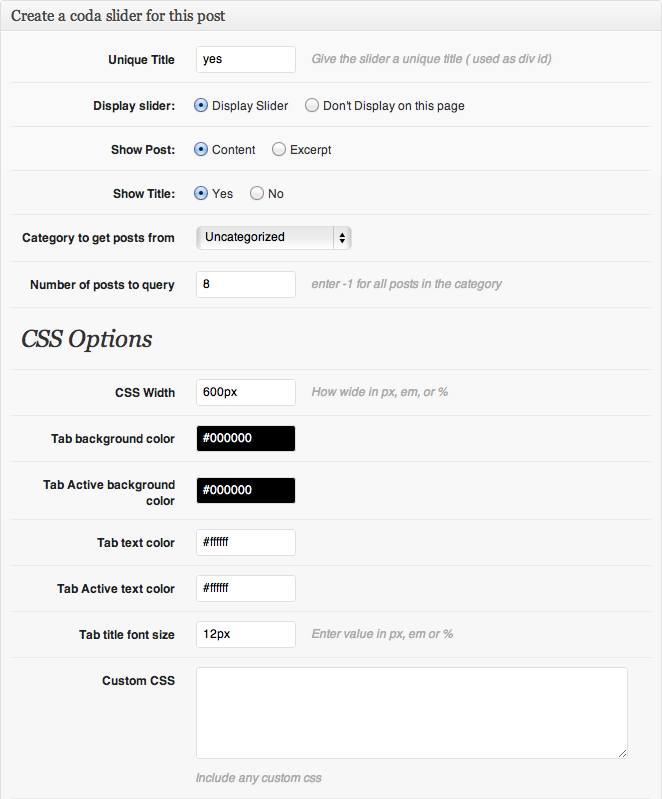 Create a coda slider for this post
Unique Title yes Give the slider a unique title ( used as div id)
Display slider: Display Slider Don't Display on this page
Show Post: Content Excerpt
Show Title: Yes No
Category to get posts from Uncategorized
Number of posts to query 8 enter -1 for all posts in the category
CSS Options
CSS Width 600px How wide in px, em, or %
Tab background color #000000
Tab Active background
color #000000
Tab text color #ffffff
Tab Active text color #ffffff
Tab title font size 12px Enter value in px, em or %
Custom CSS
Include any custom css